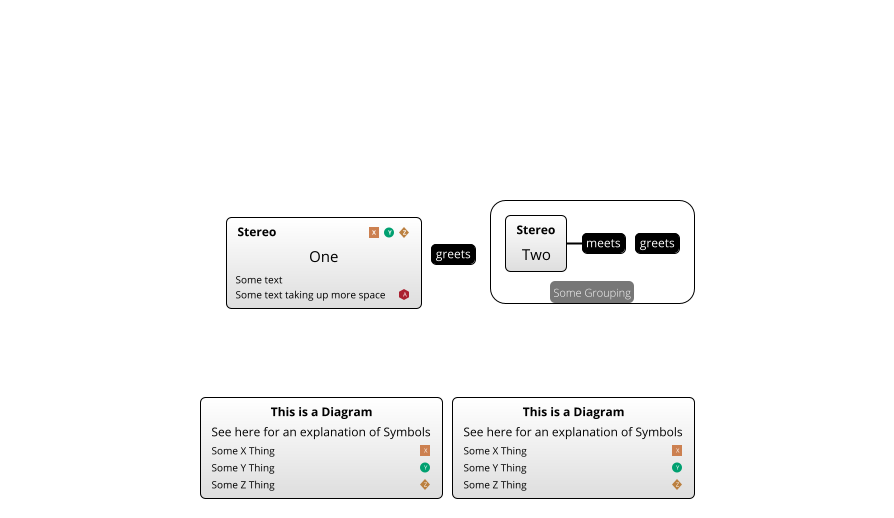 Stereo X Y Z
One
Some text
Some text taking up more space A
greets
Stereo
Two
meets
greets
Some Grouping
This is a Diagram
See here for an explanation of Symbols
Some X Thing X
Some Y Thing Y
Some Z Thing Z
This is a Diagram
See here for an explanation of Symbols
Some X Thing X
Some Y Thing Y
Some Z Thing Z